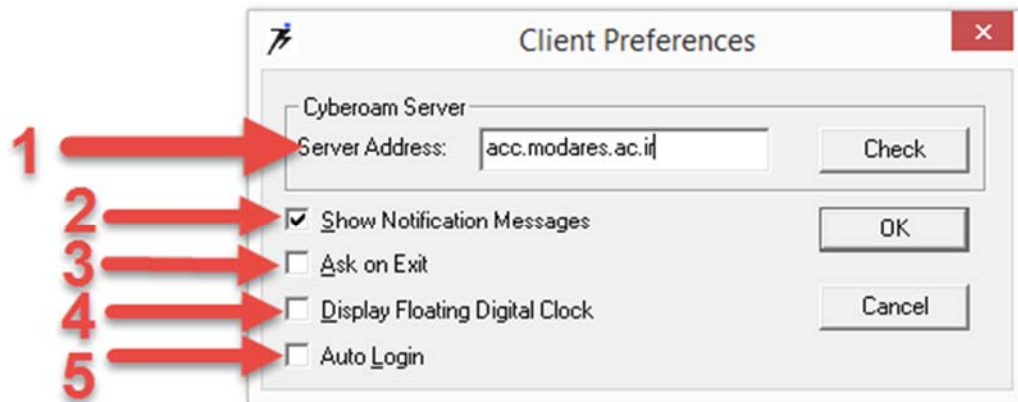 Client Preferences
Cyberoam Server
1 Server Address: acc.modares.ac.ir Check
2 Show Notification Messages OK
3 Ask on Exit
4 Display Floating Digital Clock Cancel
5 Auto Login